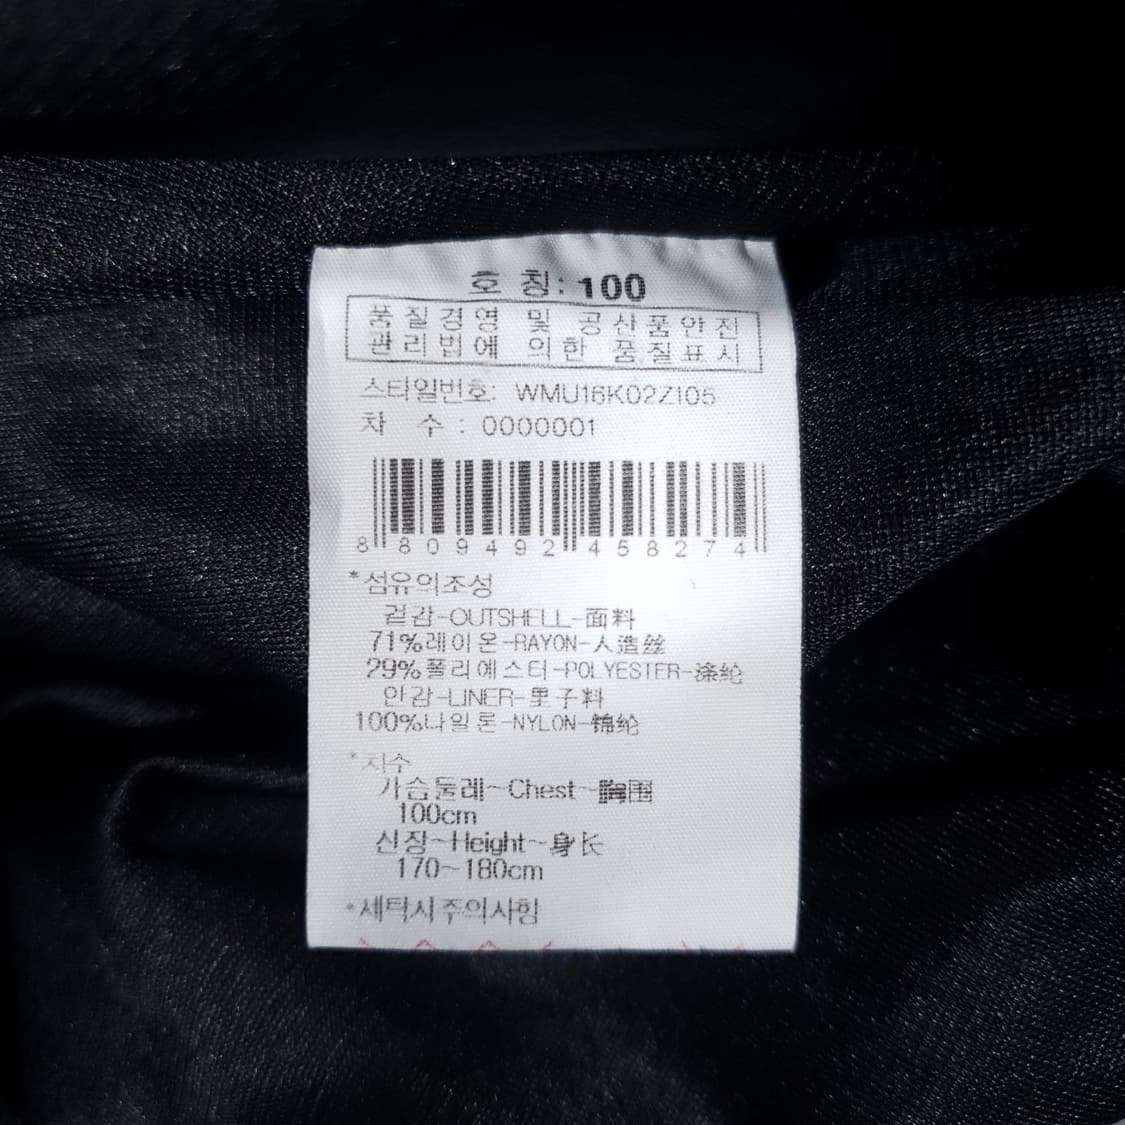 호 칭: 100
품질경영 및 공산품안전
관리법에 의한 품질표시
스타일번호: WMU16K02Z105
차 수 : 0000001
8 809492 458274
*섬유의조성
겉감-OUTSHELL-面料
71%레이온-RAYON-人造丝
29%폴리에스터-POLYESTER-涤纶
안감-LINER-里子料
100%나일론-NYLON-锦纶
*치수
가슴둘레~Chest~胸围
100cm
신장~Height~身长
170~180cm
*세탁시주의사항